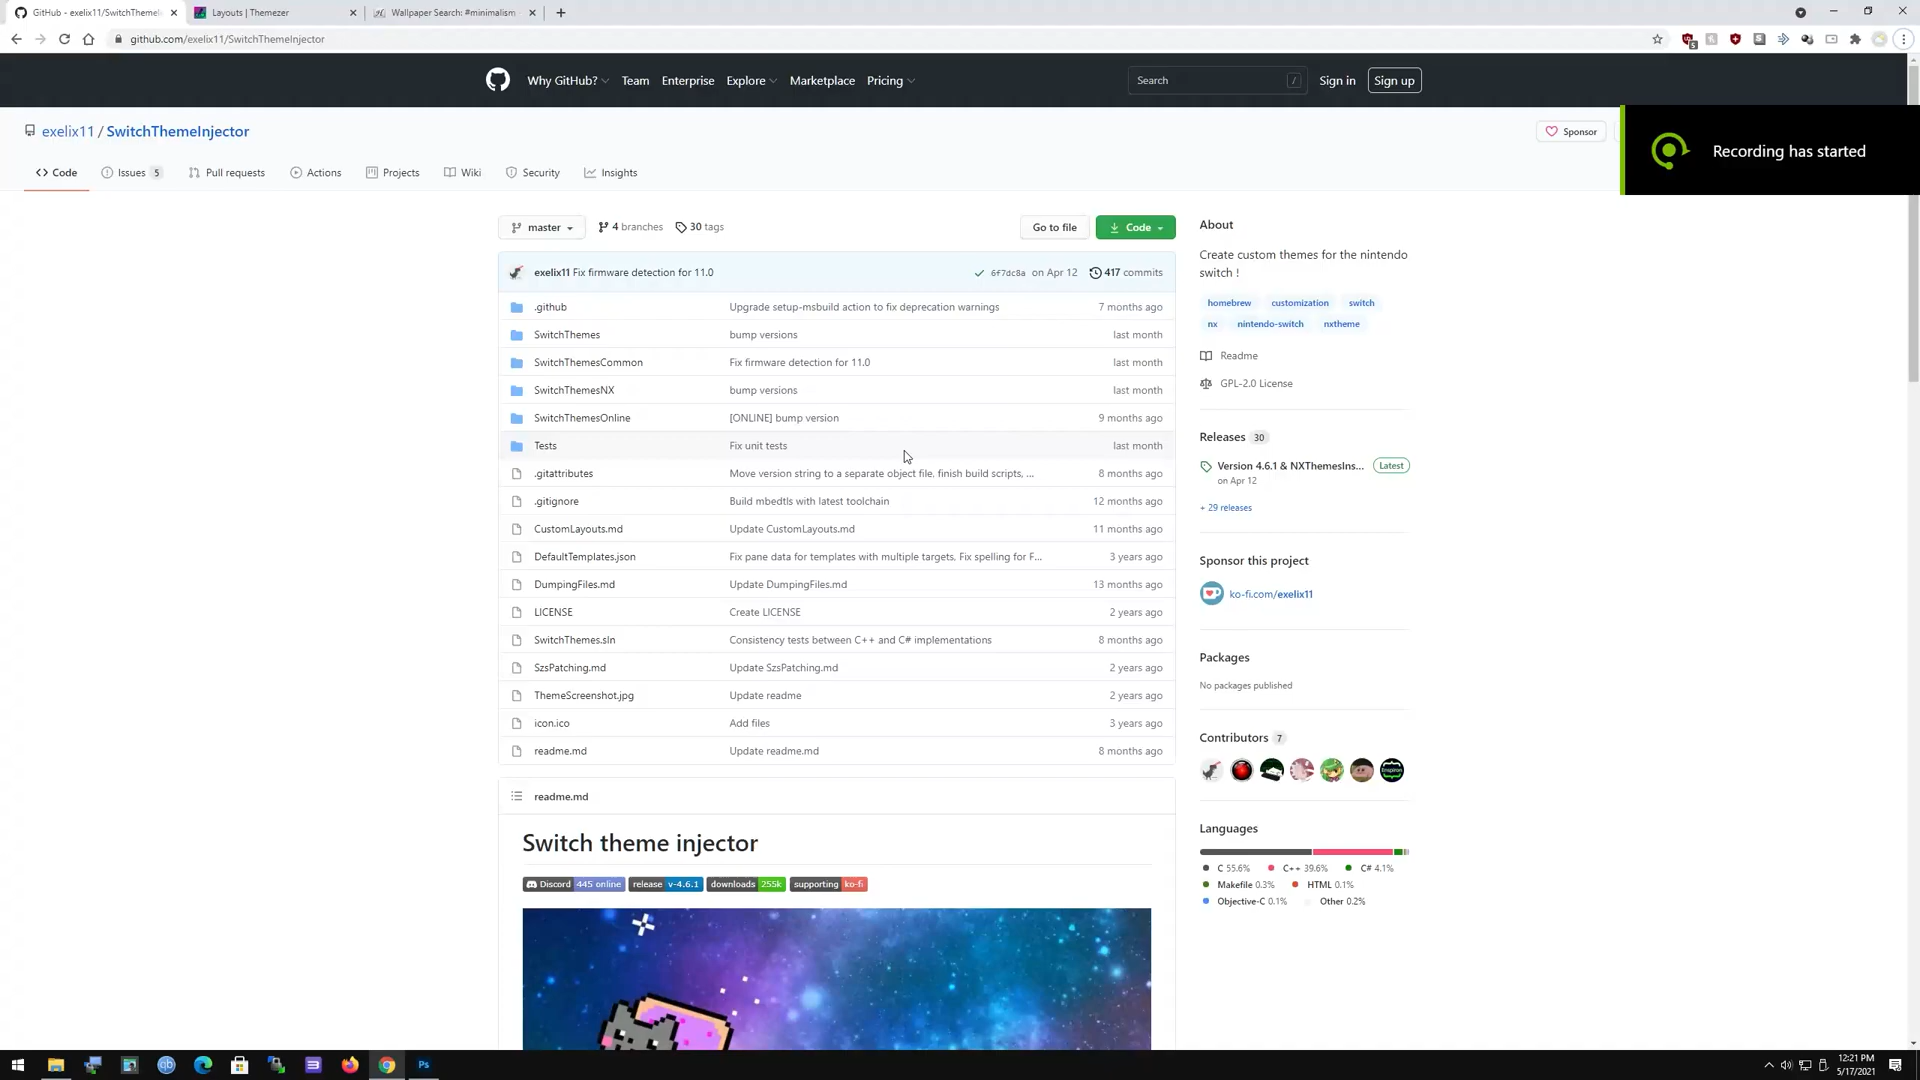 GitHub - exelix11/SwitchThemeI
Layouts | Themezer
Wallpaper Search: #minimalism
github.com/exelix11/SwitchThemeInjector
Why GitHub?
Team
Enterprise
Explore
Marketplace
Pricing
Search
/
Sign in
Sign up
exelix11 / SwitchThemeInjector
Sponsor
Recording has started
Code
Issues 5
Pull requests
Actions
Projects
Wiki
Security
Insights
master
4 branches
30 tags
Go to file
Code
exelix11 Fix firmware detection for 11.0
6f7dc8a on Apr 12
417 commits
.github Upgrade setup-msbuild action to fix deprecation warnings 7 months ago
SwitchThemes bump versions last month
SwitchThemesCommon Fix firmware detection for 11.0 last month
SwitchThemesNX bump versions last month
SwitchThemesOnline [ONLINE] bump version 9 months ago
Tests Fix unit tests last month
.gitattributes Move version string to a separate object file, finish build scripts, ... 8 months ago
.gitignore Build mbedtls with latest toolchain 12 months ago
CustomLayouts.md Update CustomLayouts.md 11 months ago
DefaultTemplates.json Fix pane data for templates with multiple targets, Fix spelling for F... 3 years ago
DumpingFiles.md Update DumpingFiles.md 13 months ago
LICENSE Create LICENSE 2 years ago
SwitchThemes.sln Consistency tests between C++ and C# implementations 8 months ago
SzsPatching.md Update SzsPatching.md 2 years ago
ThemeScreenshot.jpg Update readme 2 years ago
icon.ico Add files 3 years ago
readme.md Update readme.md 8 months ago
readme.md
Switch theme injector
Discord 445 online
release v-4.6.1
downloads 255k
supporting ko-fi
About
Create custom themes for the nintendo
switch !
homebrew customization switch
nx nintendo-switch nxtheme
Readme
GPL-2.0 License
Releases 30
Version 4.6.1 & NXThemesIns... Latest
on Apr 12
+ 29 releases
Sponsor this project
ko-fi.com/exelix11
Packages
No packages published
Contributors 7
Languages
C 55.6% C++ 39.6% C# 4.1%
Makefile 0.3% HTML 0.1%
Objective-C 0.1% Other 0.2%
qb
Ps
12:21 PM
5/17/2021